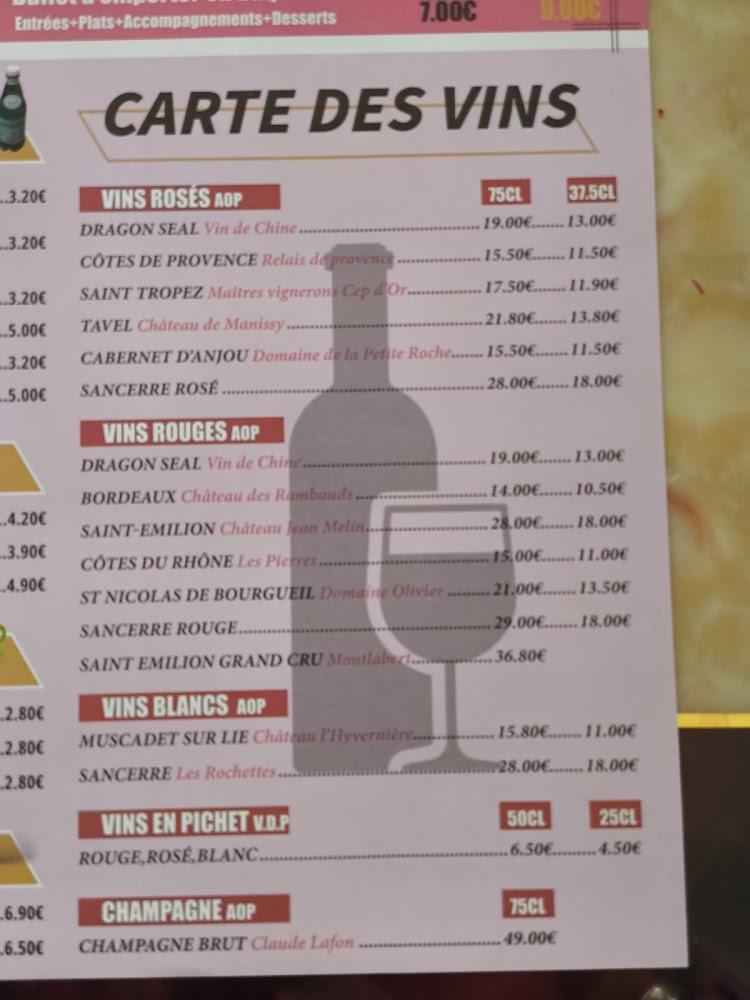 Entrées+Plats+Accompagnements+Desserts 7.00€ 9.00€
CARTE DES VINS
VINS ROSÉS AOP 75CL 37.5CL
DRAGON SEAL Vin de Chine 19.00€ 13.00€
CÔTES DE PROVENCE Relais de provence 15.50€ 11.50€
SAINT TROPEZ Maîtres vignerons Cep d'Or 17.50€ 11.90€
TAVEL Château de Manissy 21.80€ 13.80€
CABERNET D'ANJOU Domaine de la Petite Roche 15.50€ 11.50€
SANCERRE ROSÉ 28.00€ 18.00€
VINS ROUGES AOP
DRAGON SEAL Vin de Chine 19.00€ 13.00€
BORDEAUX Château des Rambauds 14.00€ 10.50€
SAINT-EMILION Château Jean Melin 28.00€ 18.00€
CÔTES DU RHÔNE Les Pierres 15.00€ 11.00€
ST NICOLAS DE BOURGUEIL Domaine Olivier 21.00€ 13.50€
SANCERRE ROUGE 29.00€ 18.00€
SAINT EMILION GRAND CRU Montlabert 36.80€
VINS BLANCS AOP
MUSCADET SUR LIE Château l'Hyvernière 15.80€ 11.00€
SANCERRE Les Rochettes 28.00€ 18.00€
VINS EN PICHET V.D.P 50CL 25CL
ROUGE,ROSÉ,BLANC 6.50€ 4.50€
CHAMPAGNE AOP 75CL
CHAMPAGNE BRUT Claude Lafon 49.00€
..3.20€
..3.20€
..3.20€
..5.00€
..3.20€
..5.00€
..4.20€
..3.90€
..4.90€
..2.80€
..2.80€
..2.80€
..6.90€
..6.50€